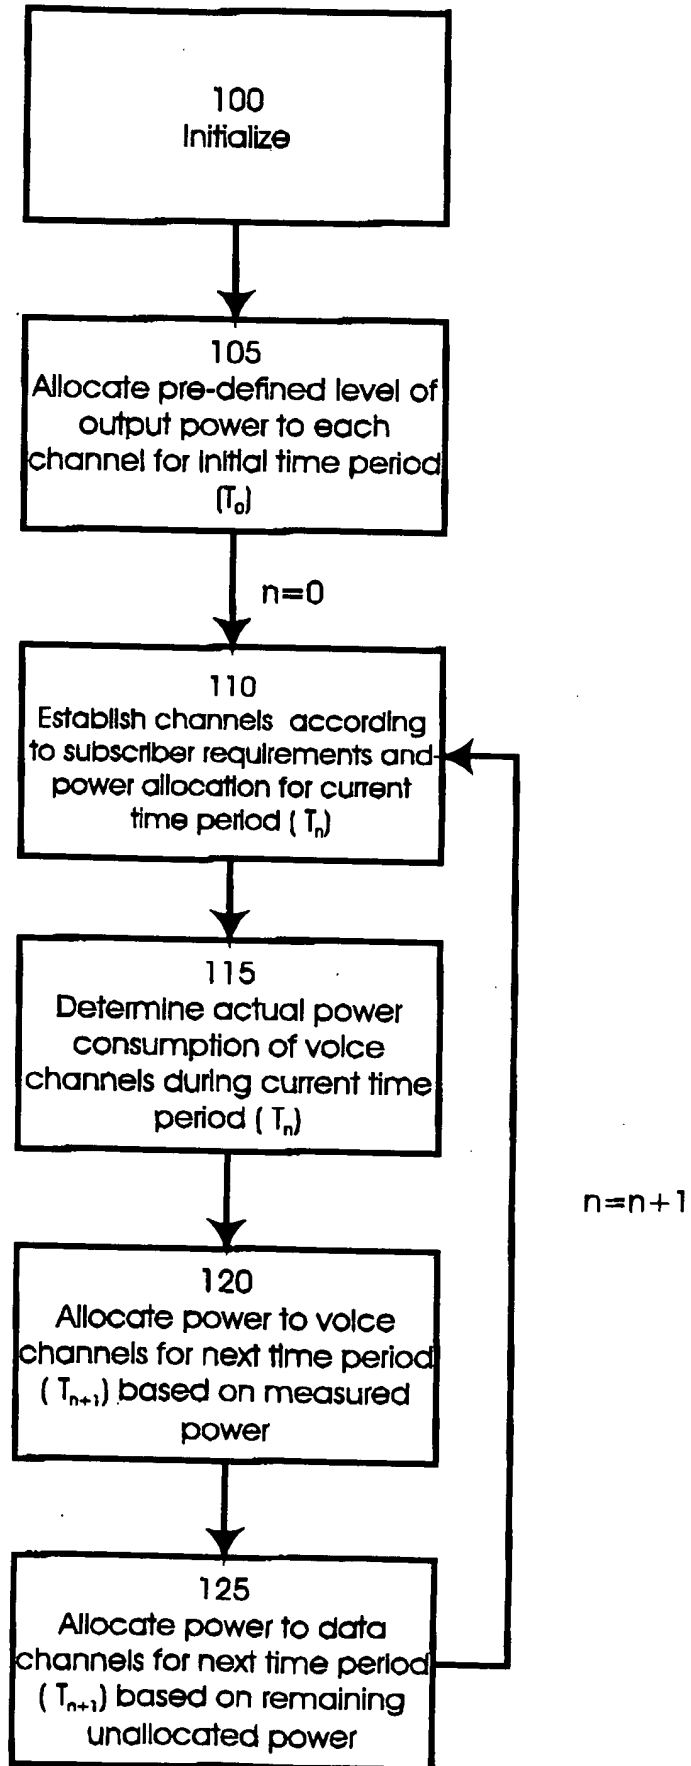 100
Initialize
105
Allocate pre-defined level of
output power to each
channel for initial time period
(T₀)
n=0
110
Establish channels according
to subscriber requirements and
power allocation for current
time period ( Tₙ)
115
Determine actual power
consumption of voice
channels during current time
period ( Tₙ)
n=n+1
120
Allocate power to voice
channels for next time period
( Tₙ₊₁) based on measured
power
125
Allocate power to data
channels for next time period
( Tₙ₊₁) based on remaining
unallocated power